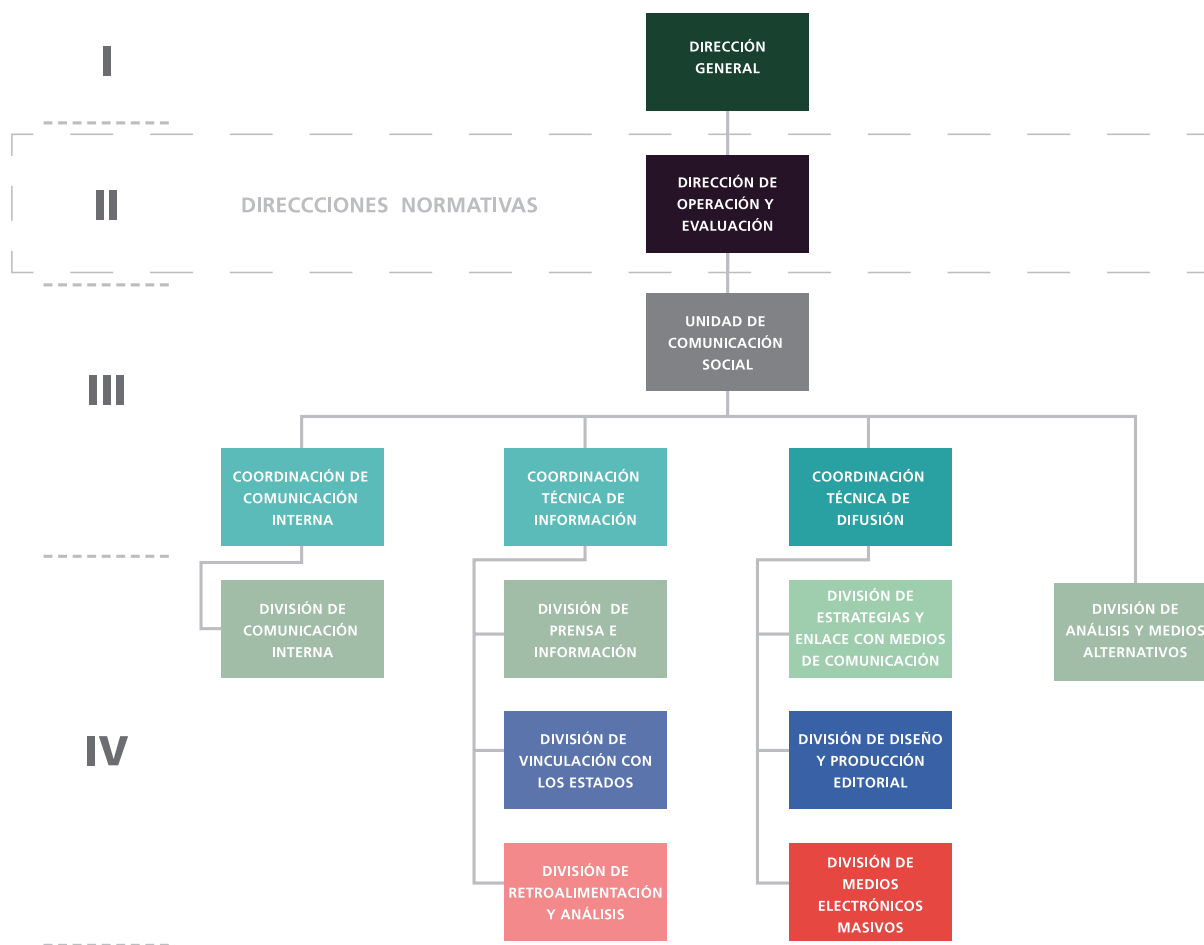 I
DIRECCIÓN
GENERAL
II
DIRECCCIONES NORMATIVAS
DIRECCIÓN DE
OPERACIÓN Y
EVALUACIÓN
III
UNIDAD DE
COMUNICACIÓN
SOCIAL
COORDINACIÓN DE
COMUNICACIÓN
INTERNA
COORDINACIÓN
TÉCNICA DE
INFORMACIÓN
COORDINACIÓN
TÉCNICA DE
DIFUSIÓN
IV
DIVISIÓN DE
COMUNICACIÓN
INTERNA
DIVISIÓN DE
PRENSA E
INFORMACIÓN
DIVISIÓN DE
ESTRATEGIAS Y
ENLACE CON MEDIOS
DE COMUNICACIÓN
DIVISIÓN DE
ANÁLISIS Y MEDIOS
ALTERNATIVOS
DIVISIÓN DE
VINCULACIÓN CON
LOS ESTADOS
DIVISIÓN DE DISEÑO
Y PRODUCCIÓN
EDITORIAL
DIVISIÓN DE
RETROALIMENTACIÓN
Y ANÁLISIS
DIVISIÓN DE
MEDIOS
ELECTRÓNICOS
MASIVOS